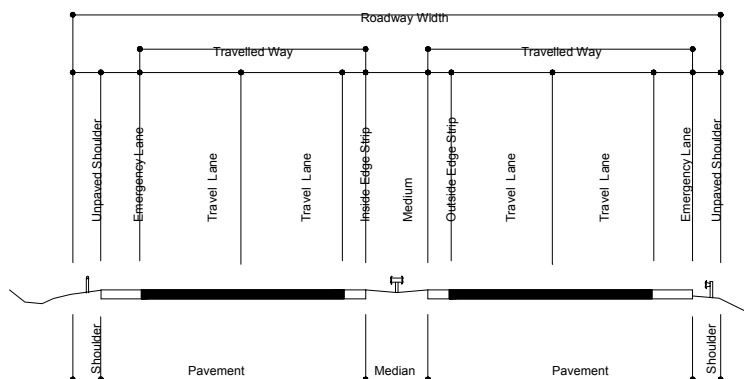 Roadway Width
Travelled Way
Travelled Way
Unpaved Shoulder
Emergency Lane
Travel Lane
Travel Lane
Inside Edge Strip
Medium
Outside Edge Strip
Travel Lane
Travel Lane
Emergency Lane
Unpaved Shoulder
Shoulder
Pavement
Median
Pavement
Shoulder